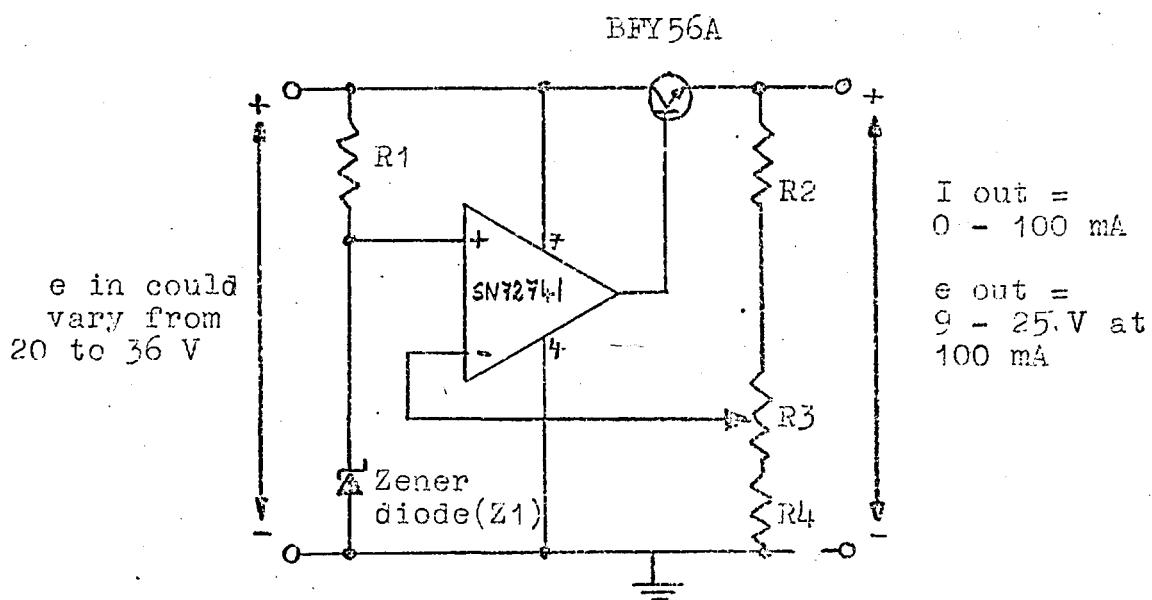 BFY56A
+
R1
+
7
SN72741
-
4
e in could
vary from
20 to 36 V
Zener
diode(Z1)
-
R2
R3
R4
+
I out =
0 - 100 mA
e out =
9 - 25 V at
100 mA
-